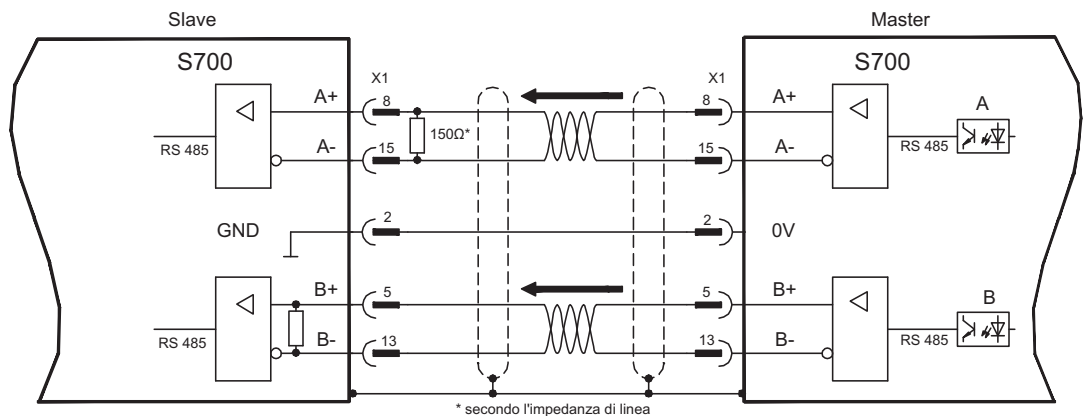 Slave
Master
S700
S700
X1
X1
A+
8
8
A+
A
150Ω*
RS 485
A-
15
15
A-
RS 485
GND
2
2
0V
B+
5
5
B+
B
RS 485
B-
13
13
B-
RS 485
* secondo l'impedanza di linea